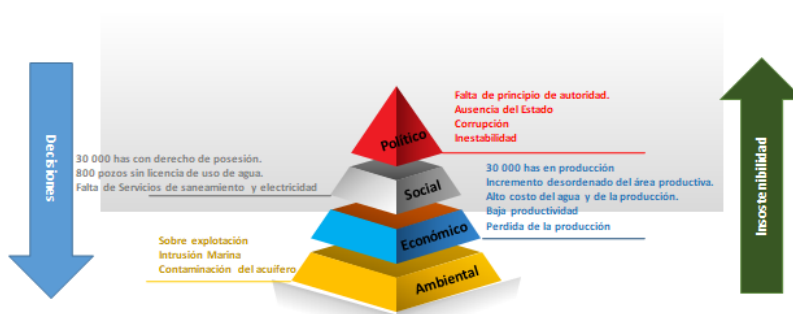 Decisiones
Falta de principio de autoridad.
Ausencia del Estado
Corrupción
Inestabilidad
Político
30 000 has con derecho de posesión.
800 pozos sin licencia de uso de agua.
Falta de Servicios de saneamiento y electricidad
Social
30 000 has en producción
Incremento desordenado del área productiva.
Alto costo del agua y de la producción.
Baja productividad
Perdida de la producción
Económico
Sobre explotación
Intrusión Marina
Contaminación del acuífero
Ambiental
Insostenibilidad